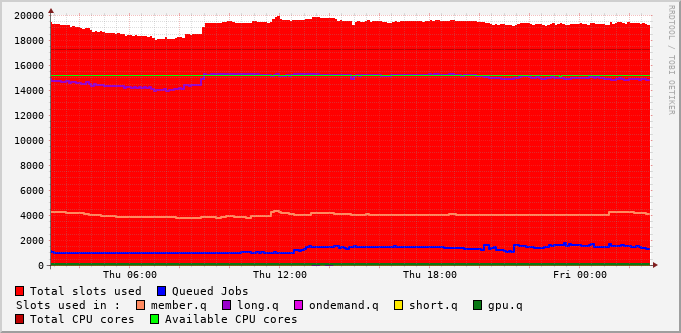 20000
18000
16000
14000
12000
10000
8000
6000
4000
2000
0
Thu 06:00 Thu 12:00 Thu 18:00 Fri 00:00
RRDTOOL / TOBI OETIKER
Total slots used Queued Jobs
Slots used in : member.q long.q ondemand.q short.q gpu.q
Total CPU cores Available CPU cores